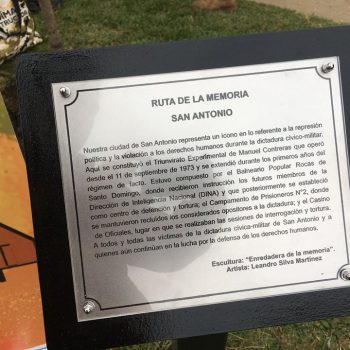 RUTA DE LA MEMORIA
SAN ANTONIO
Nuestra ciudad de San Antonio representa un ícono en lo referente a la represión
política y la violación a los derechos humanos durante la dictadura cívico-militar.
Aquí se constituyó el Triunvirato Experimental de Manuel Contreras que operó
desde el 11 de septiembre de 1973 y se extendió durante los primeros años del
régimen de facto. Estuvo compuesto por el Balneario Popular Rocas de
Santo Domingo, donde recibieron instrucción los futuros miembros de la
Dirección de Inteligencia Nacional (DINA) y que posteriormente se estableció
como centro de detención y tortura; el Campamento de Prisioneros N°2, donde
se mantuvieron recluídos los considerados opositores a la dictadura; y el Casino
de Oficiales, lugar en que se realizaban las sesiones de interrogación y tortura.
A todos y todas las víctimas de la dictadura cívica-militar de San Antonio y a
quienes aún continúan en la lucha por la defensa de los derechos humanos.
Escultura: "Enredadera de la memoria".
Artista: Leandro Silva Martínez